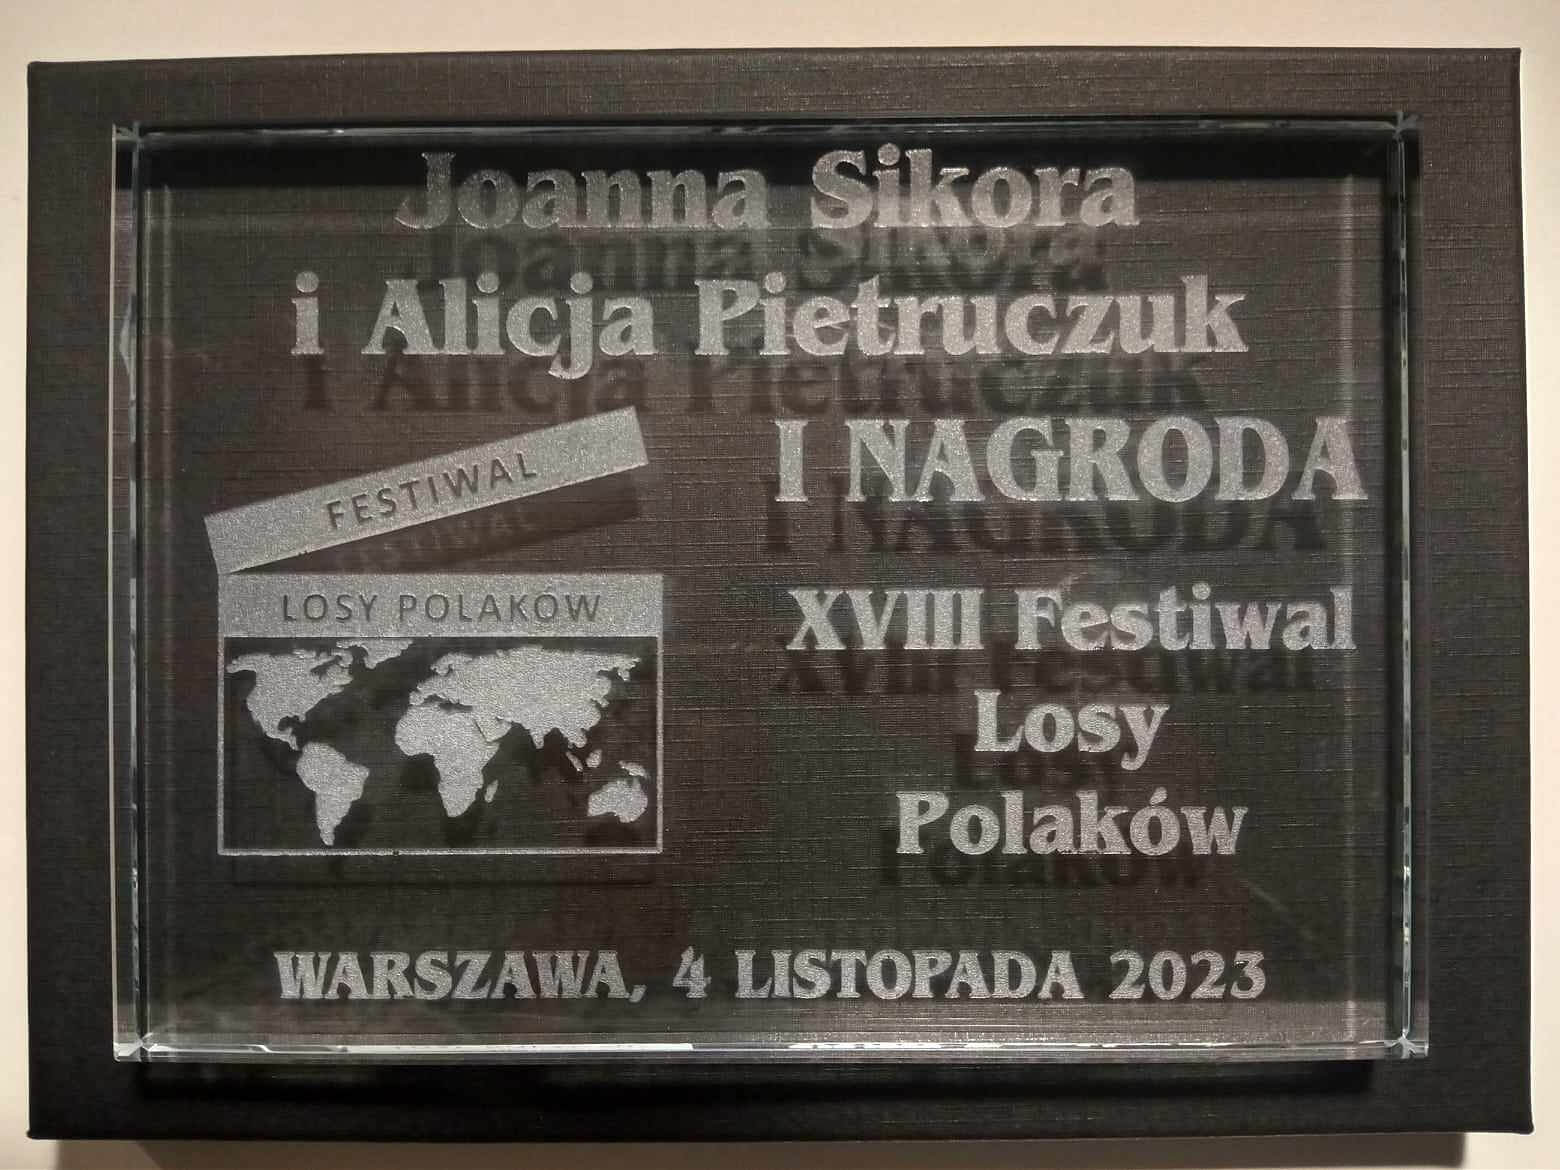 Joanna Sikora
i Alicja Pietruczuk
FESTIWAL
LOSY POLAKÓW
I NAGRODA
XVIII Festiwal
Losy
Polaków
WARSZAWA, 4 LISTOPADA 2023